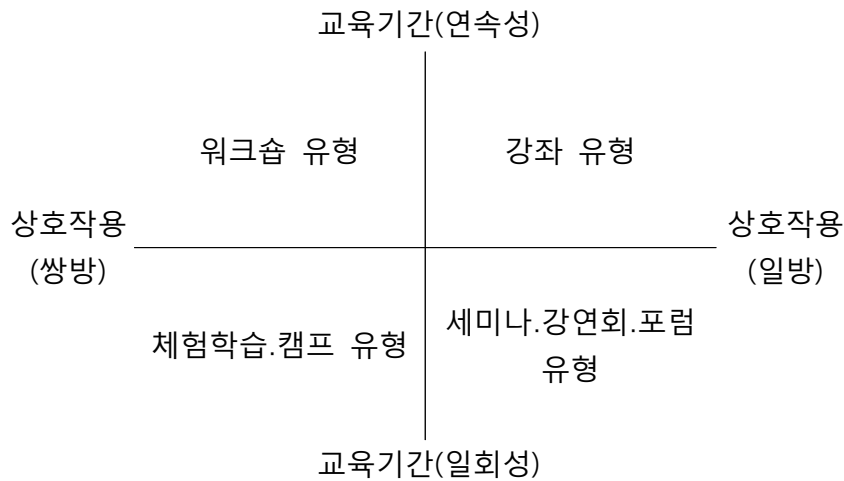 교육기간(연속성)
워크숍 유형
강좌 유형
상호작용
(쌍방)
상호작용
(일방)
체험학습.캠프 유형
세미나.강연회.포럼
유형
교육기간(일회성)